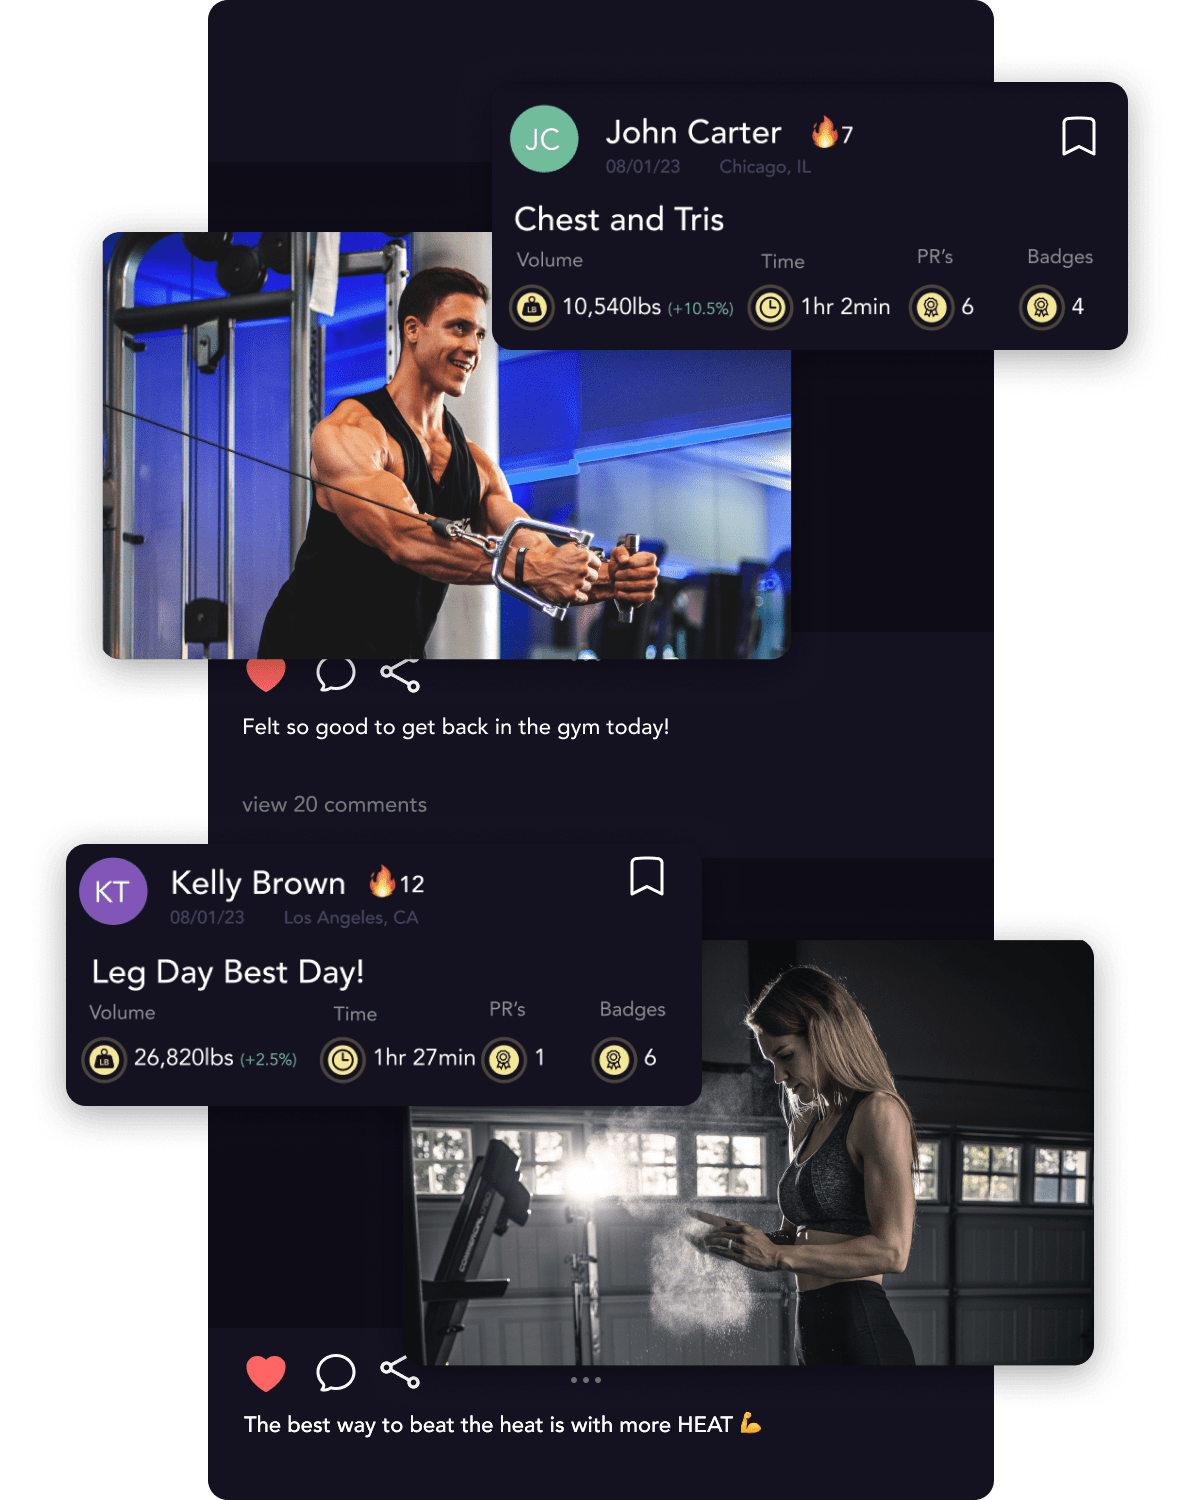 JC
John Carter 🔥7
08/01/23 Chicago, IL
Chest and Tris
Volume Time PR's Badges
LB 10,540lbs (+10.5%) 1hr 2min 6 4
Felt so good to get back in the gym today!
view 20 comments
KT
Kelly Brown 🔥12
08/01/23 Los Angeles, CA
Leg Day Best Day!
Volume Time PR's Badges
LB 26,820lbs (+2.5%) 1hr 27min 1 6
The best way to beat the heat is with more HEAT 💪